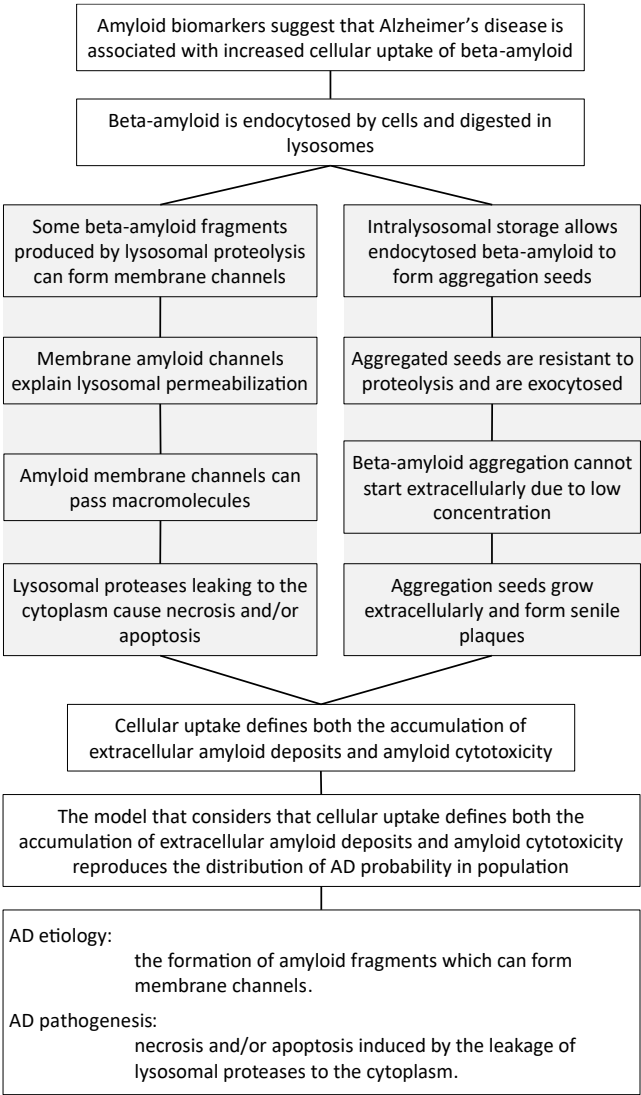 Amyloid biomarkers suggest that Alzheimer’s disease is
associated with increased cellular uptake of beta-amyloid
Beta-amyloid is endocytosed by cells and digested in
lysosomes
Some beta-amyloid fragments
produced by lysosomal proteolysis
can form membrane channels
Membrane amyloid channels
explain lysosomal permeabilization
Amyloid membrane channels can
pass macromolecules
Lysosomal proteases leaking to the
cytoplasm cause necrosis and/or
apoptosis
Intralysosomal storage allows
endocytosed beta-amyloid to
form aggregation seeds
Aggregated seeds are resistant to
proteolysis and are exocytosed
Beta-amyloid aggregation cannot
start extracellularly due to low
concentration
Aggregation seeds grow
extracellularly and form senile
plaques
Cellular uptake defines both the accumulation of
extracellular amyloid deposits and amyloid cytotoxicity
The model that considers that cellular uptake defines both the
accumulation of extracellular amyloid deposits and amyloid cytotoxicity
reproduces the distribution of AD probability in population
AD etiology:
the formation of amyloid fragments which can form
membrane channels.
AD pathogenesis:
necrosis and/or apoptosis induced by the leakage of
lysosomal proteases to the cytoplasm.